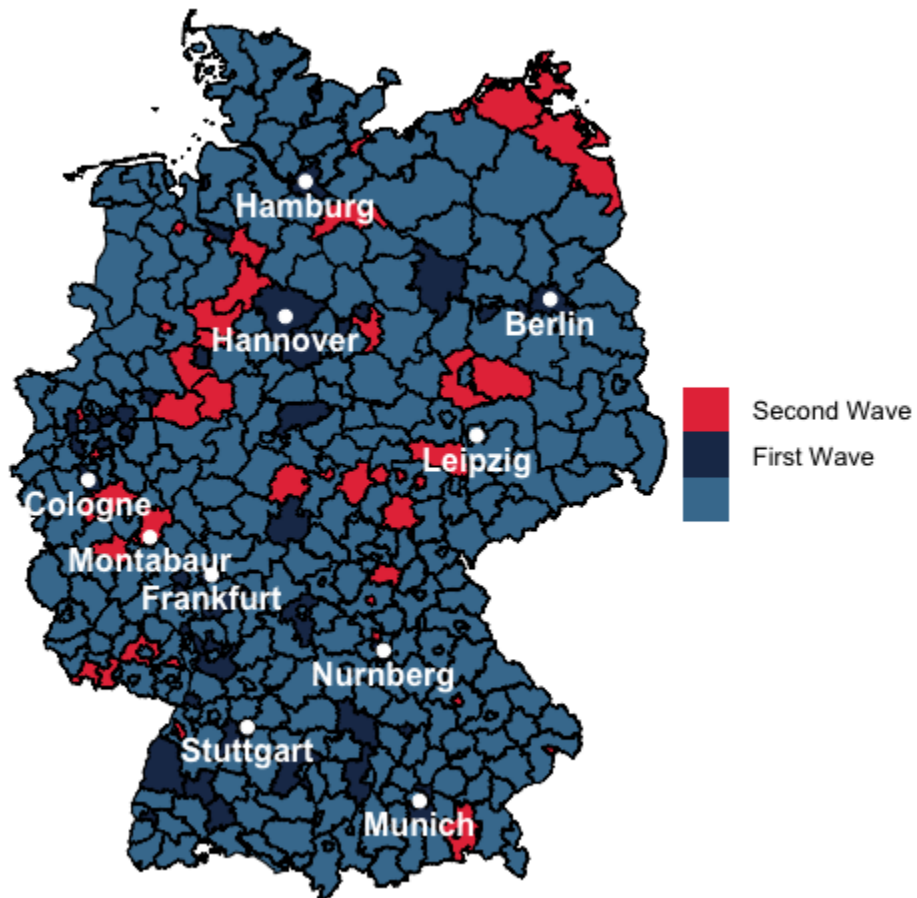 Hamburg
Berlin
Hannover
Second Wave
First Wave
Leipzig
Cologne
Montabaur
Frankfurt
Nurnberg
Stuttgart
Munich